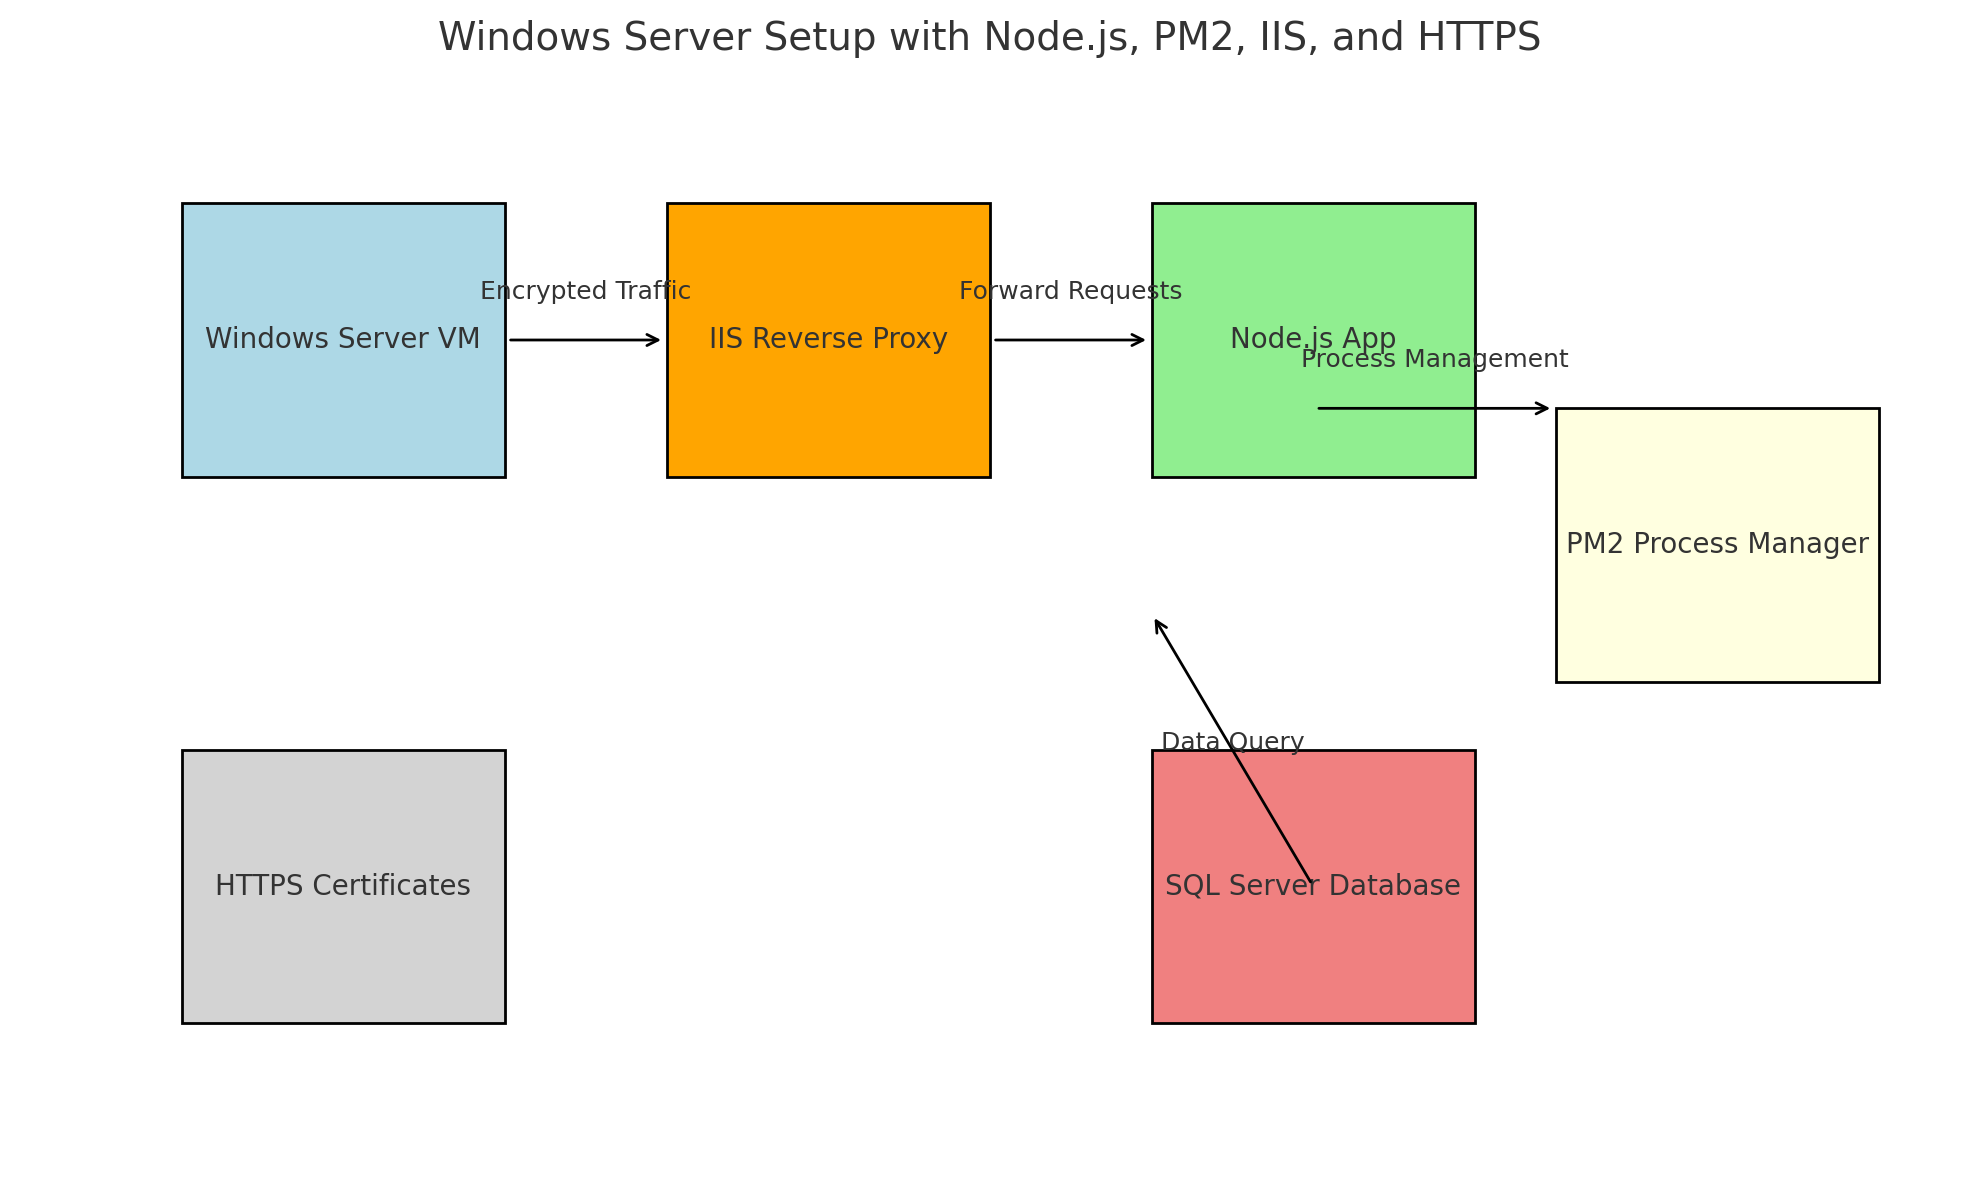 Windows Server Setup with Node.js, PM2, IIS, and HTTPS
Encrypted Traffic
Forward Requests
Windows Server VM
IIS Reverse Proxy
Node.js App
Process Management
PM2 Process Manager
Data Query
HTTPS Certificates
SQL Server Database